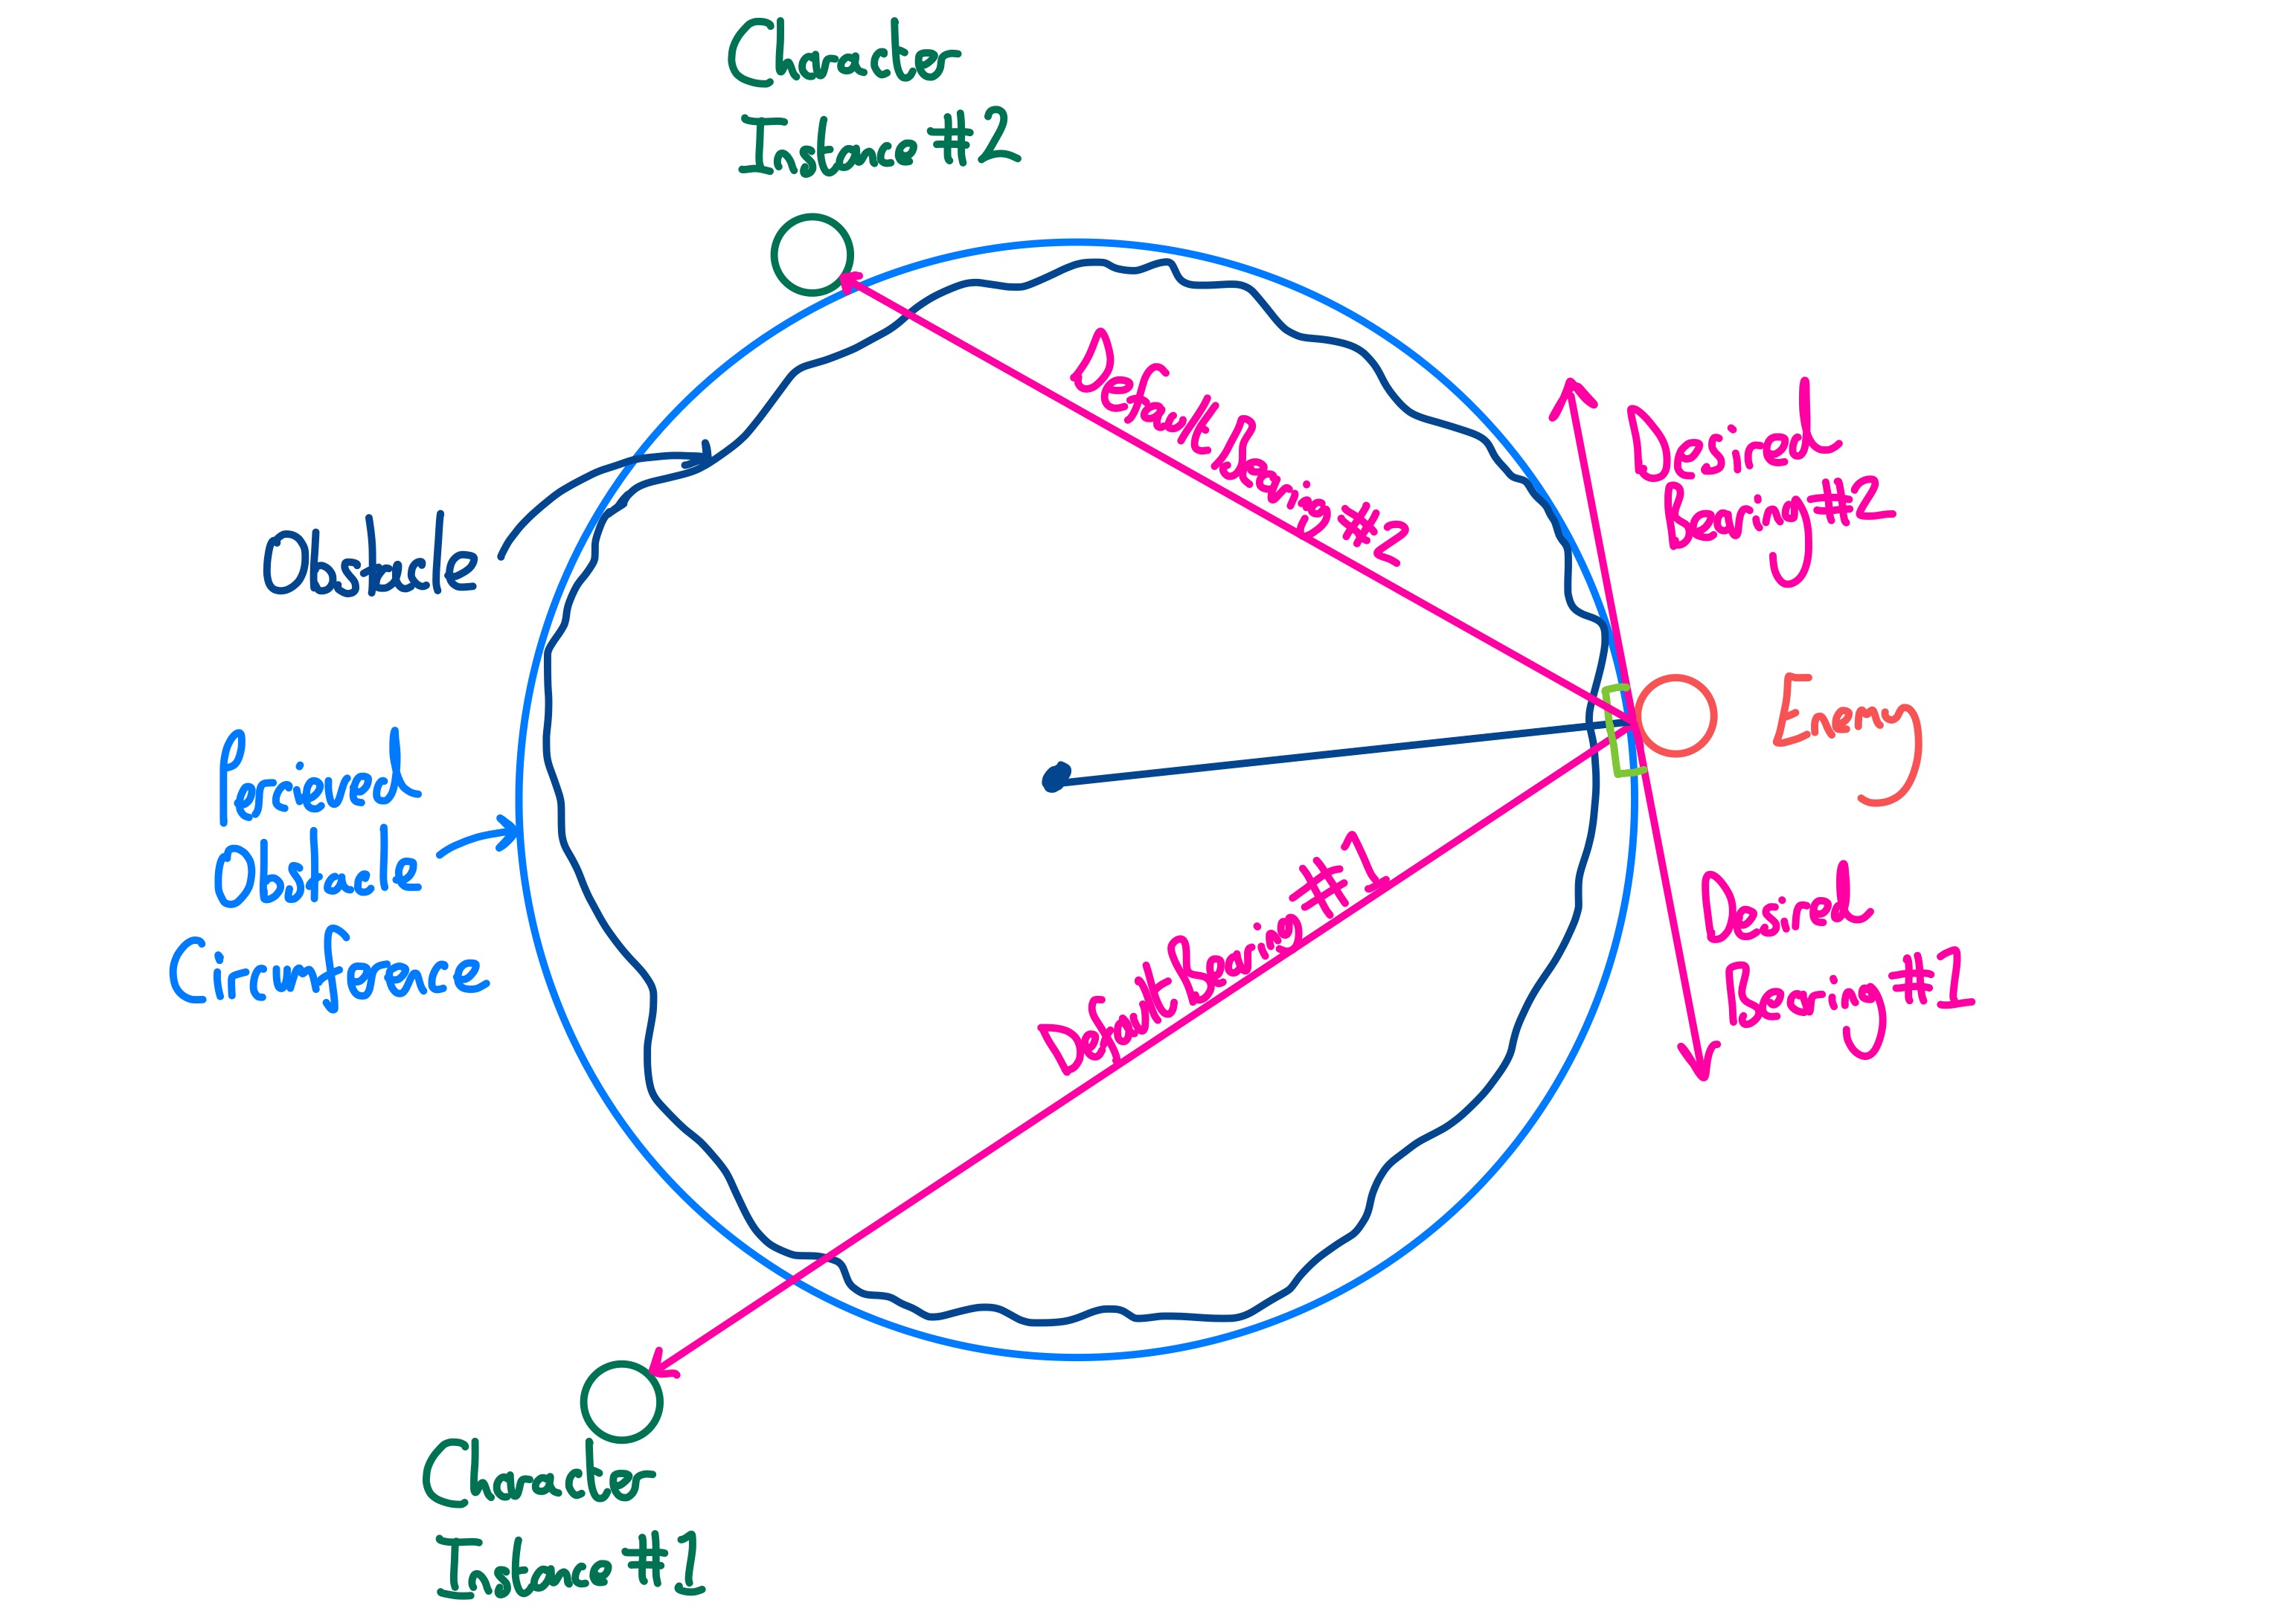 Character
Instance #2
Default Bearing #2
Desired
Bearing #2
Obstacle
Enemy
Percieved
Obstacle
Circumference
Default Bearing #1
Desired
Bearing #1
Character
Instance #1